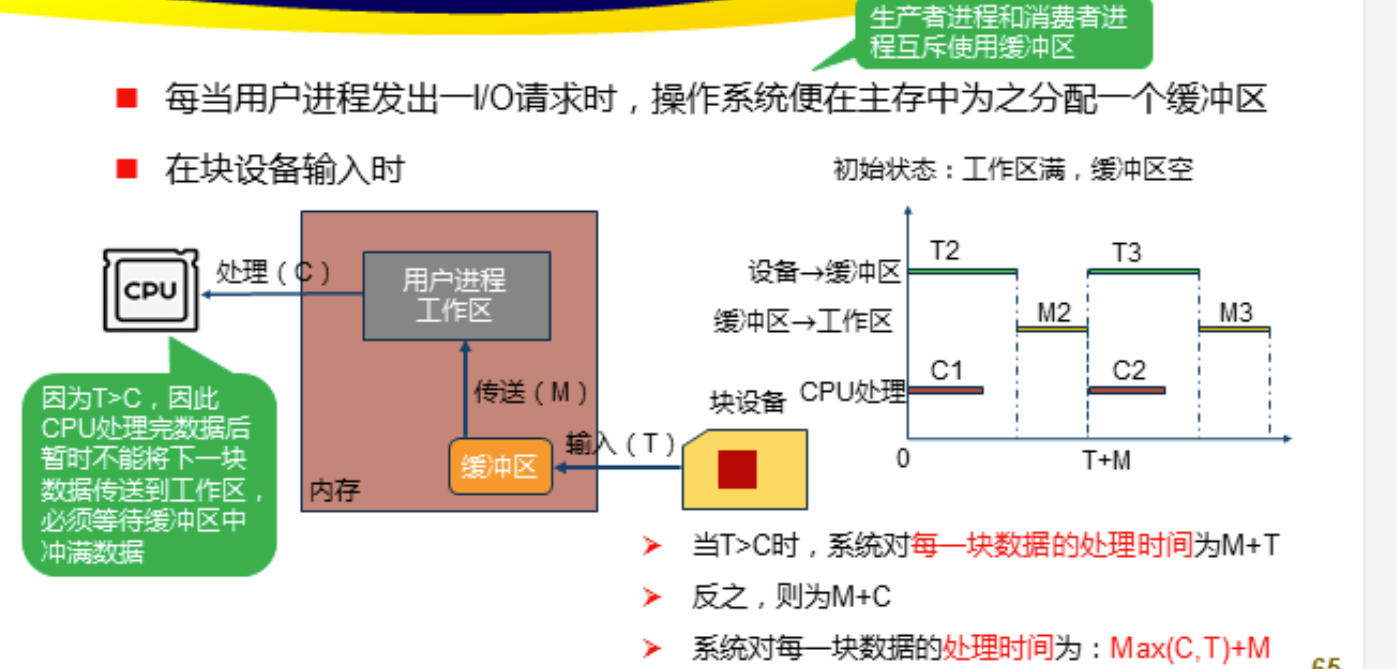 生产者进程和消费者进
程互斥使用缓冲区
每当用户进程发出一I/O请求时，操作系统便在主存中为之分配一个缓冲区
在块设备输入时
初始状态：工作区满，缓冲区空
CPU
处理（C）
用户进程
工作区
传送（M）
缓冲区
内存
输入（T）
块设备
因为T>C，因此
CPU处理完数据后
暂时不能将下一块
数据传送到工作区，
必须等待缓冲区中
冲满数据
设备→缓冲区
T2
T3
缓冲区→工作区
M2
M3
CPU处理
C1
C2
0
T+M
当T>C时，系统对每一块数据的处理时间为M+T
反之，则为M+C
系统对每一块数据的处理时间为：Max(C,T)+M
65